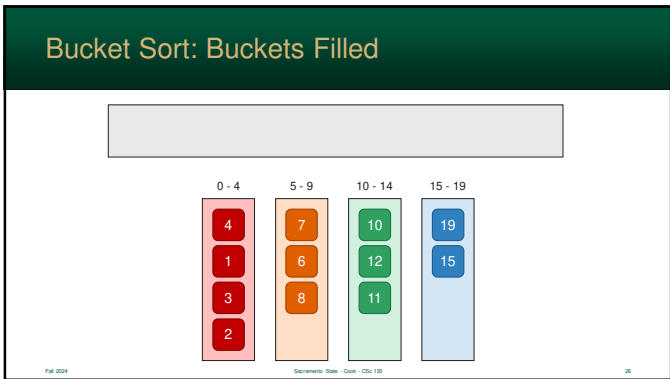 Bucket Sort: Buckets Filled
0 - 4 5 - 9 10 - 14 15 - 19
4 7 10 19
1 6 12 15
3 8 11
2
Fall 2024 Sacramento State - Cook - CSc 130 26